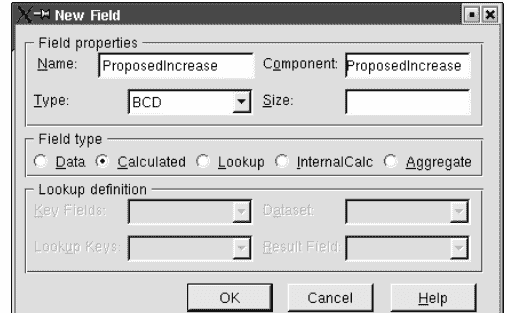 New Field
Field properties
Name: ProposedIncrease Component: ProposedIncrease
Type: BCD Size:
Field type
Data Calculated Lookup InternalCalc Aggregate
Lookup definition
Key Fields: Dataset:
Lookup Keys: Result Field:
OK Cancel Help